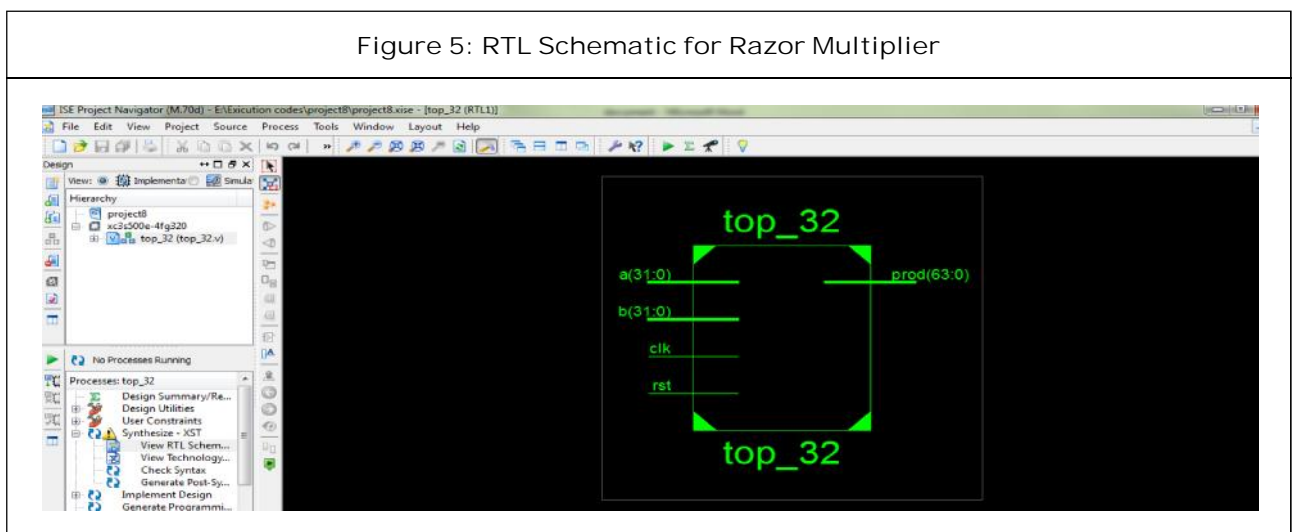 Figure 5: RTL Schematic for Razor Multiplier
ISE Project Navigator (M.70d) - E:\Exicution codes\project8\project8.xise - [top_32 (RTL1)]
File Edit View Project Source Process Tools Window Layout Help
Design
View: Implementa Simula
Hierarchy
project8
xc3s500e-4fg320
top_32 (top_32.v)
No Processes Running
Processes: top_32
Design Summary/Re...
Design Utilities
User Constraints
Synthesize - XST
View RTL Schem...
View Technology...
Check Syntax
Generate Post-Sy...
Implement Design
Generate Programmi...
top_32
a(31:0)
prod(63:0)
b(31:0)
clk
rst
top_32